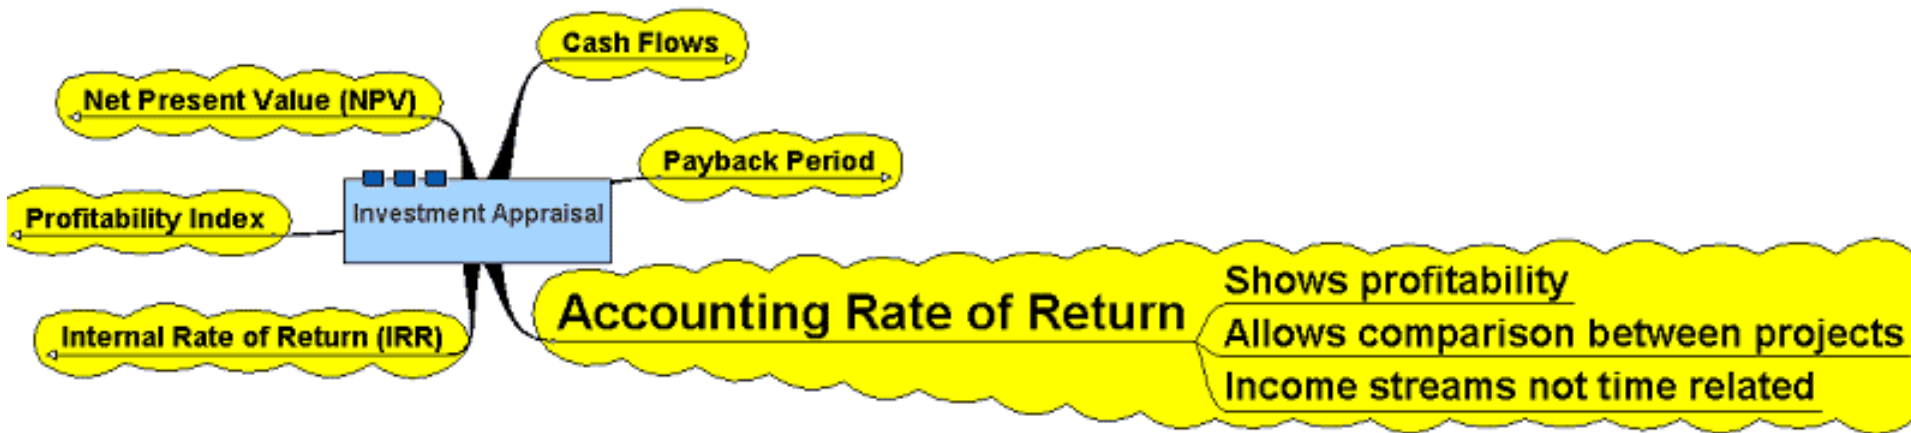 Cash Flows
Net Present Value (NPV)
Payback Period
Investment Appraisal
Profitability Index
Shows profitability
Accounting Rate of Return
Allows comparison between projects
Internal Rate of Return (IRR)
Income streams not time related